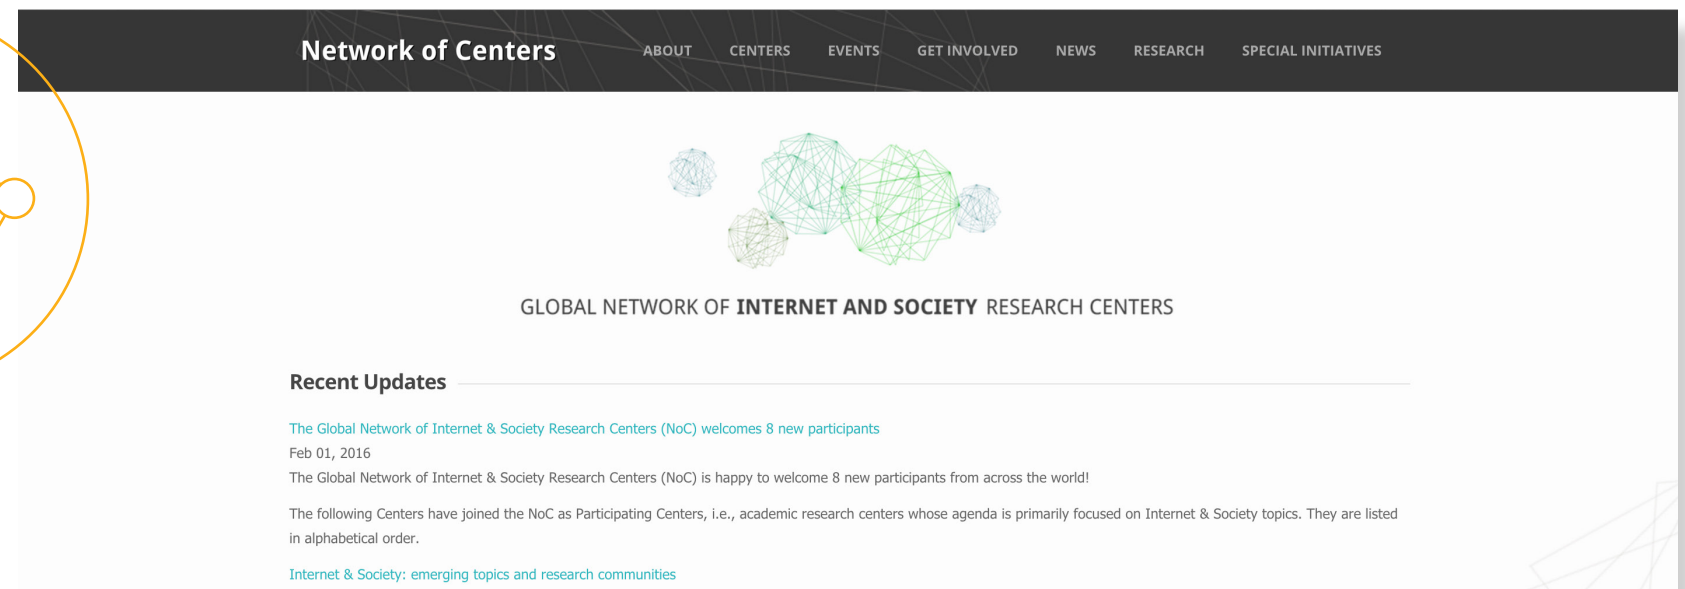 Network of Centers
ABOUT CENTERS EVENTS GET INVOLVED NEWS RESEARCH SPECIAL INITIATIVES
GLOBAL NETWORK OF INTERNET AND SOCIETY RESEARCH CENTERS
Recent Updates
The Global Network of Internet & Society Research Centers (NoC) welcomes 8 new participants
Feb 01, 2016
The Global Network of Internet & Society Research Centers (NoC) is happy to welcome 8 new participants from across the world!
The following Centers have joined the NoC as Participating Centers, i.e., academic research centers whose agenda is primarily focused on Internet & Society topics. They are listed
in alphabetical order.
Internet & Society: emerging topics and research communities